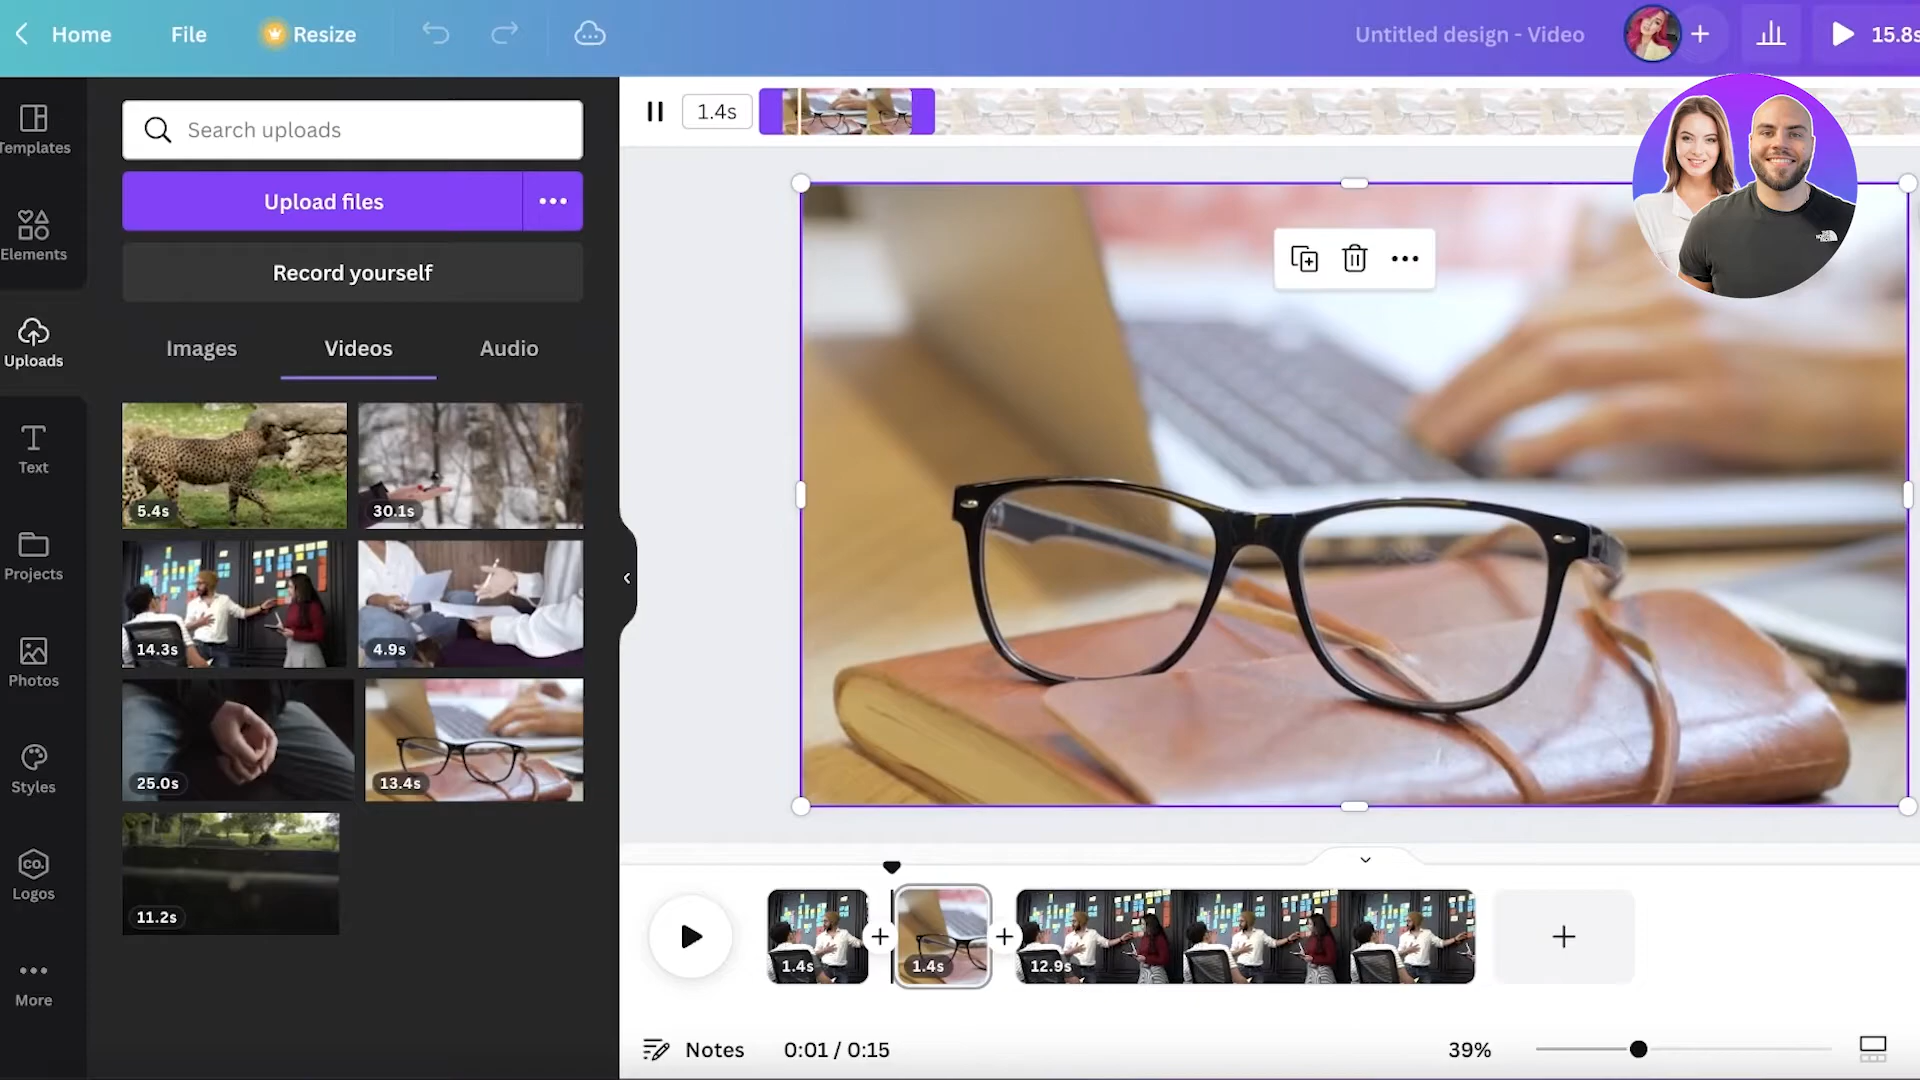 Home File Resize Untitled design - Video 15.8s
Templates
Elements
Uploads
Text
Projects
Photos
Styles
co.
Logos
More
Search uploads
Upload files
Record yourself
Images Videos Audio
5.4s 30.1s
14.3s 4.9s
25.0s 13.4s
11.2s
1.4s
1.4s 1.4s 12.9s
Notes 0:01 / 0:15 39%